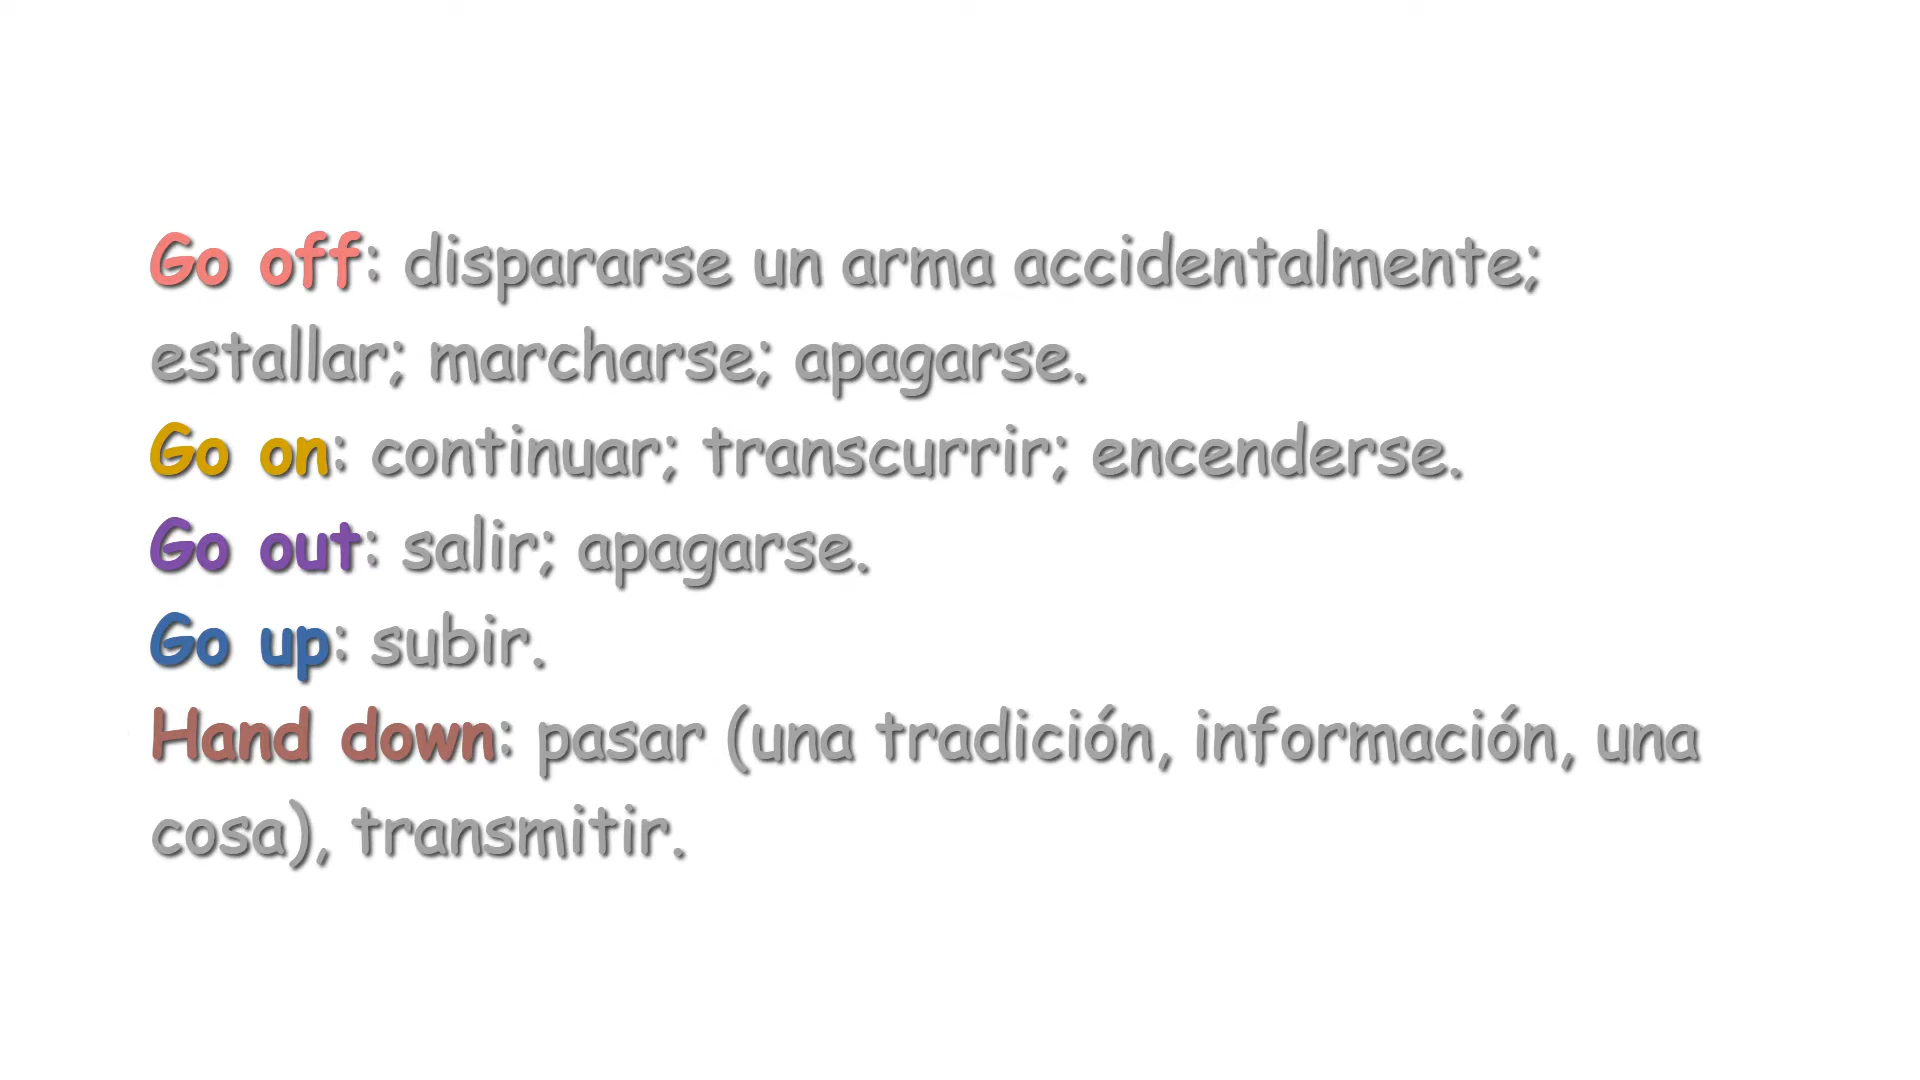 Go off: dispararse un arma accidentalmente;
estallar; marcharse; apagarse.
Go on: continuar; transcurrir; encenderse.
Go out: salir; apagarse.
Go up: subir.
Hand down: pasar (una tradición, información, una
cosa), transmitir.